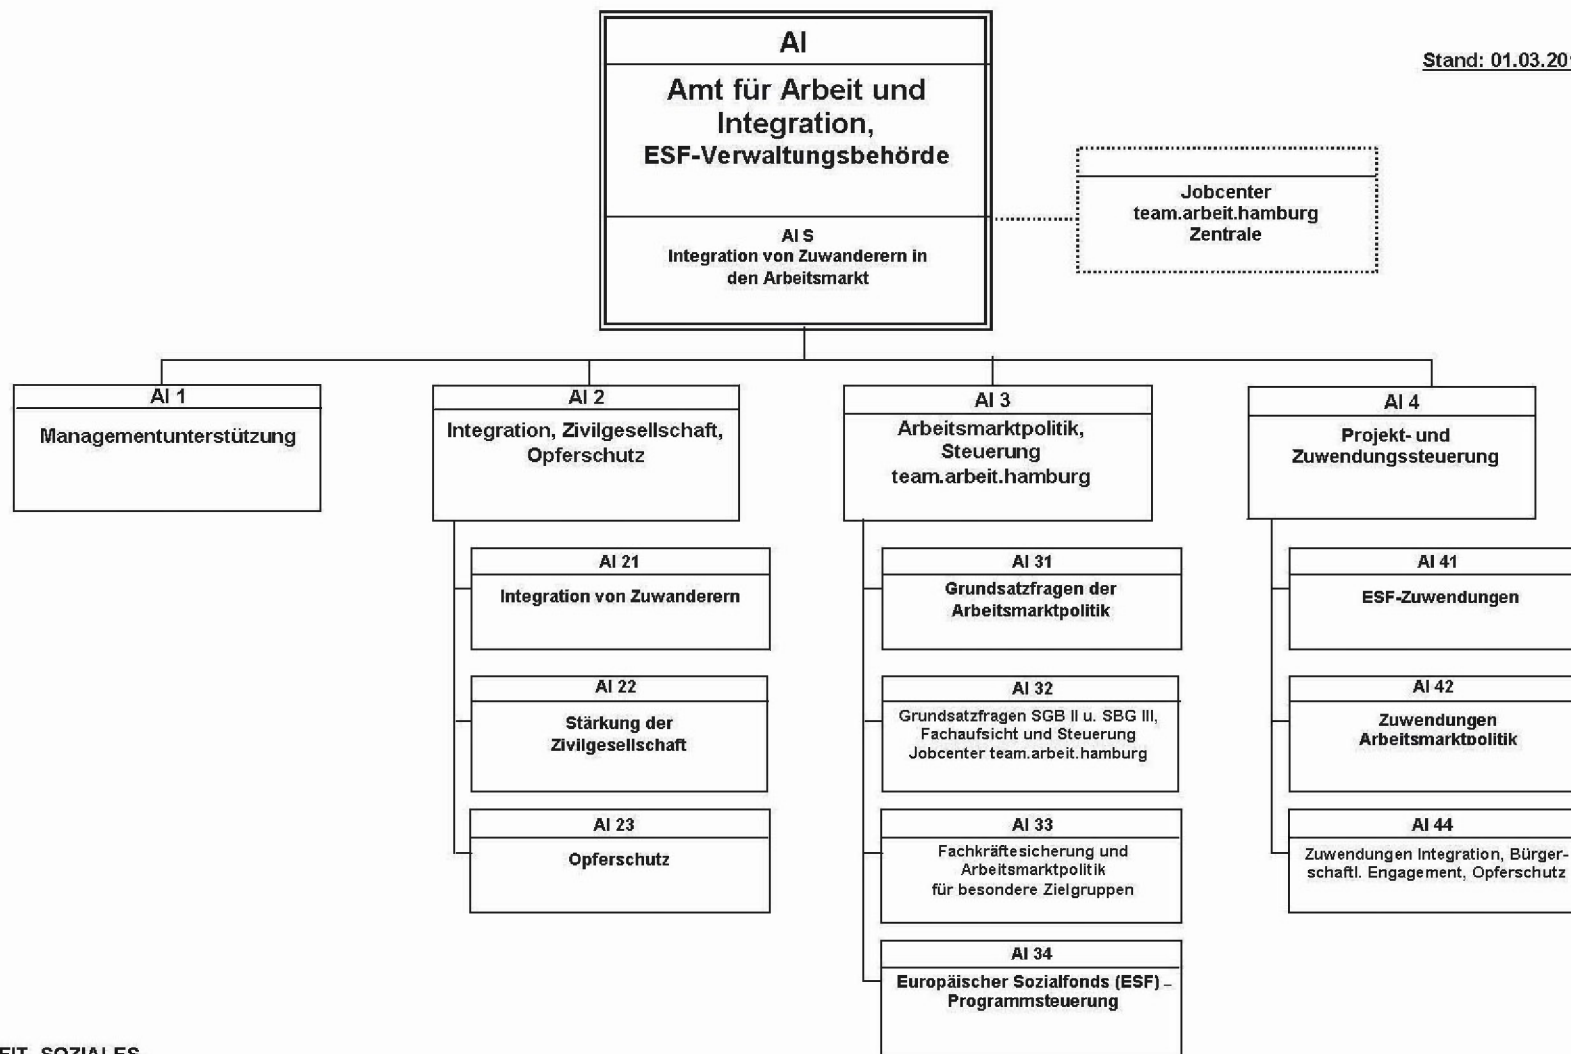 AI
Amt für Arbeit und
Integration,
ESF-Verwaltungsbehörde
AI S
Integration von Zuwanderern in
den Arbeitsmarkt
Stand:
Jobcenter
team.arbeit.hamburg
Zentrale
AI 1
Managementunterstützung
AI 2
Integration, Zivilgesellschaft,
Opferschutz
AI 21
Integration von Zuwanderern
AI 22
Stärkung der
Zivilgesellschaft
AI 23
Opferschutz
AI 3
Arbeitsmarktpolitik,
Steuerung
team.arbeit.hamburg
AI 31
Grundsatzfragen der
Arbeitsmarktpolitik
AI 32
Grundsatzfragen SGB II u. SBG III,
Fachaufsicht und Steuerung
Jobcenter team.arbeit.hamburg
AI 33
Fachkräftesicherung und
Arbeitsmarktpolitik
für besondere Zielgruppen
AI 34
Europäischer Sozialfonds (ESF) –
Programmsteuerung
AI 4
Projekt- und
Zuwendungssteuerung
AI 41
ESF-Zuwendungen
AI 42
Zuwendungen
Arbeitsmarktpolitik
AI 44
Zuwendungen Integration, Bürger-
schaftl. Engagement, Opferschutz
SOZIALES